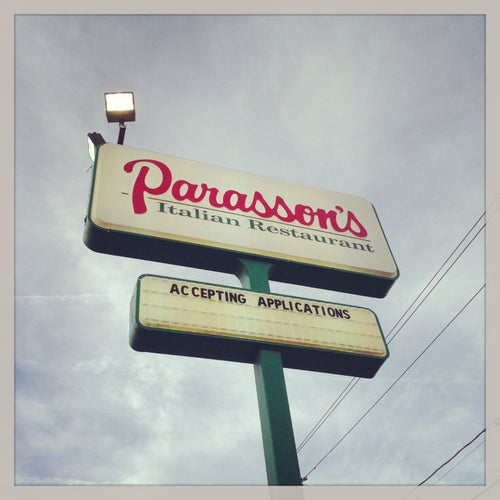 Parasson's
Italian Restaurant
ACCEPTING APPLICATIONS